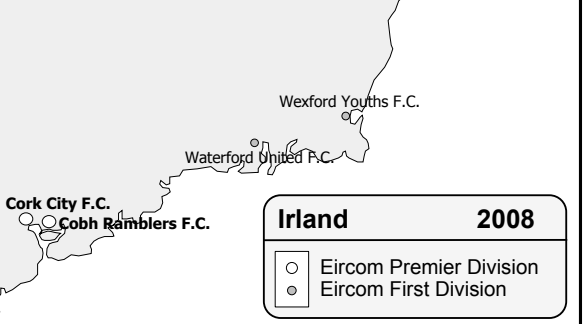 Wexford Youths F.C.
Waterford United F.C.
Cork City F.C.
Cobh Ramblers F.C.
Irland 2008
Eircom Premier Division
Eircom First Division